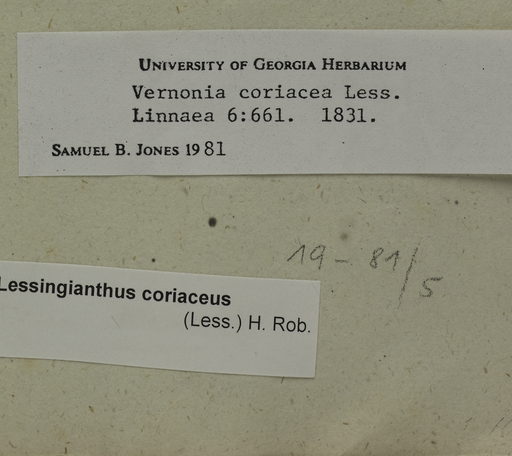 University of Georgia Herbarium
Vernonia coriacea Less.
Linnaea 6:661. 1831.
Samuel B. Jones 1981
19-81/5
Lessingianthus coriaceus
(Less.) H. Rob.